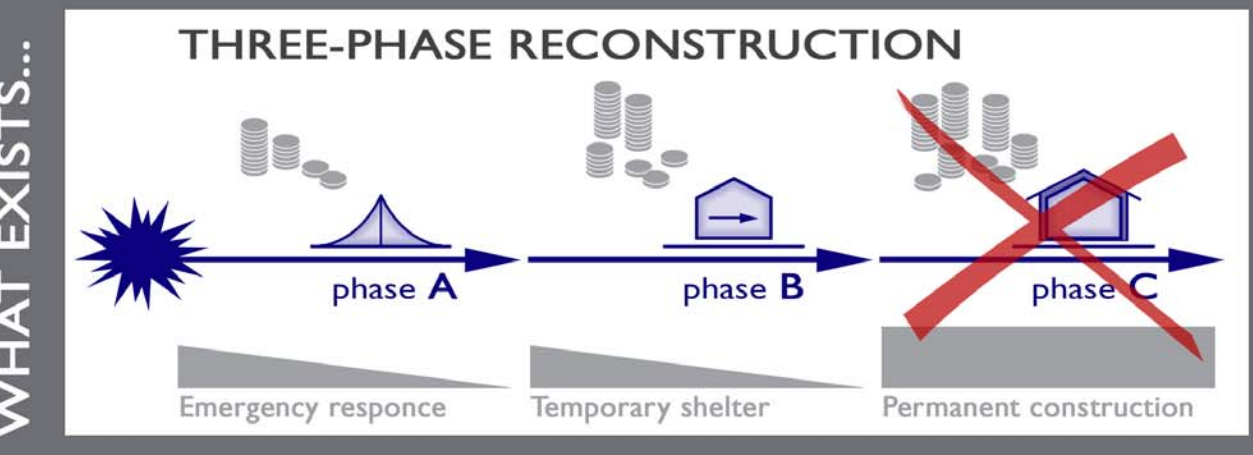 WHAT EXISTS...
THREE-PHASE RECONSTRUCTION
phase A
phase B
phase C
Emergency responce
Temporary shelter
Permanent construction